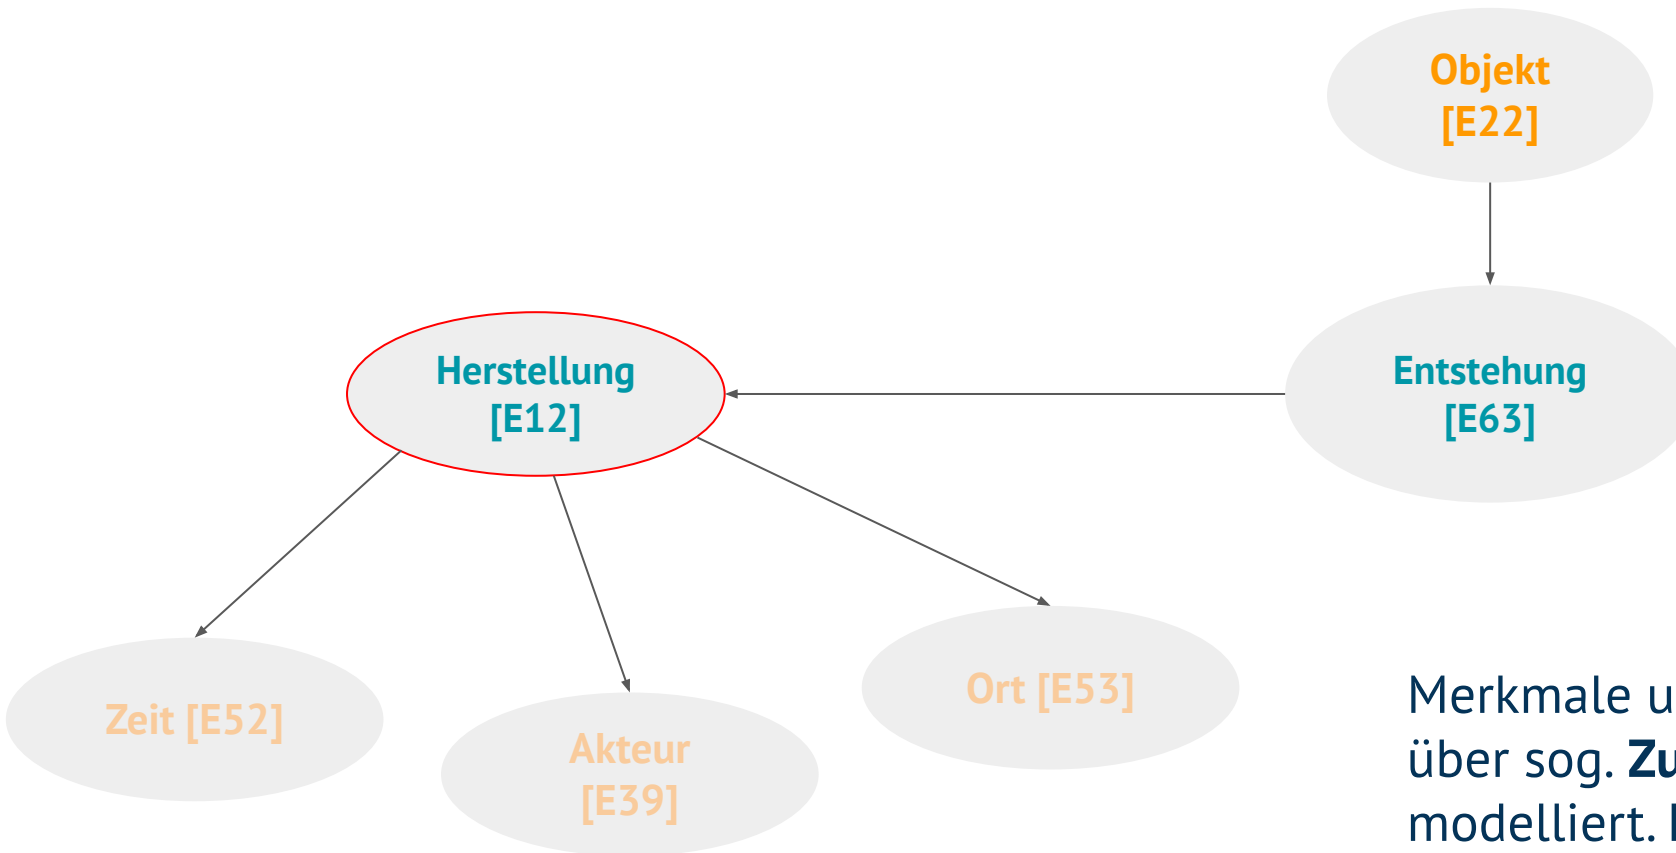 Objekt
[E22]
Herstellung
[E12]
Entstehung
[E63]
Zeit [E52]
Akteur
[E39]
Ort [E53]
Merkmale
über sog.
modelliert.